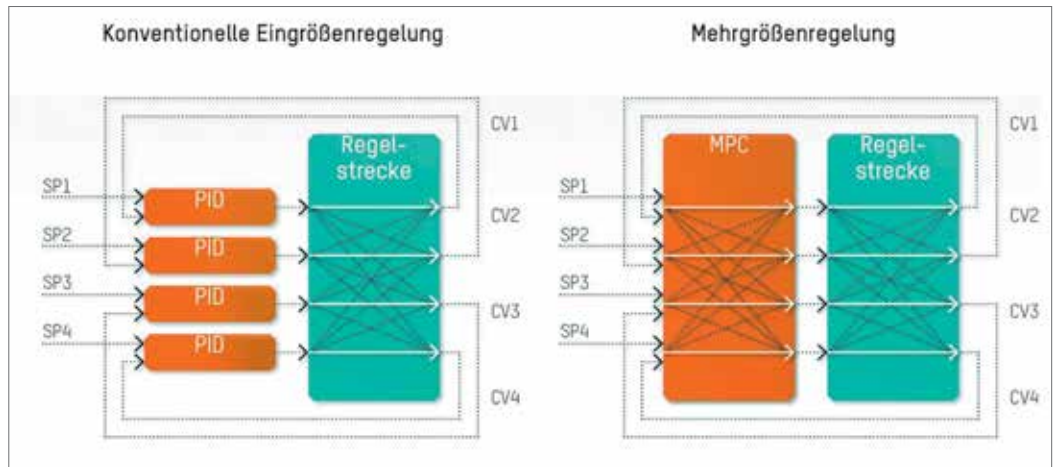 Konventionelle Eingrößenregelung
SP1
SP2
SP3
SP4
PID
PID
PID
PID
Regel-
strecke
CV1
CV2
CV3
CV4
Mehrgrößenregelung
SP1
SP2
SP3
SP4
MPC
Regel-
strecke
CV1
CV2
CV3
CV4